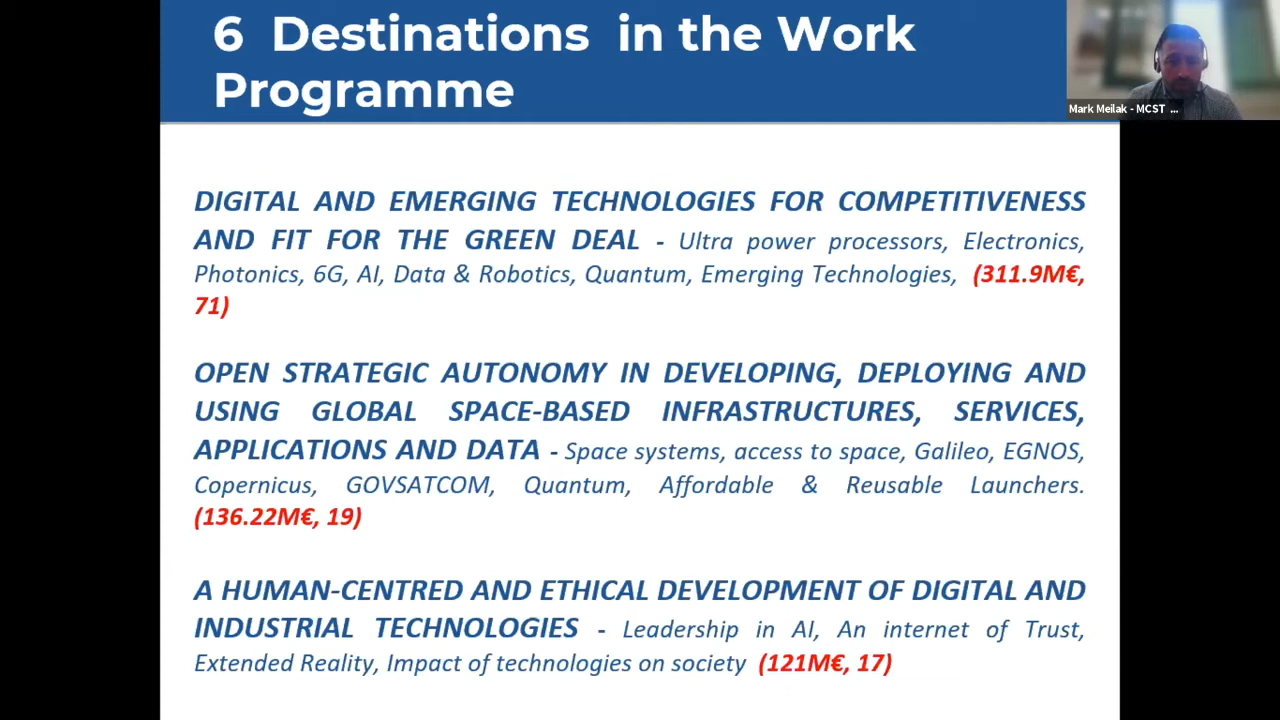 6 Destinations in the Work
Programme
Mark Meilak - MCST ...
DIGITAL AND EMERGING TECHNOLOGIES FOR COMPETITIVENESS
AND FIT FOR THE GREEN DEAL - Ultra power processors, Electronics,
Photonics, 6G, AI, Data & Robotics, Quantum, Emerging Technologies, (311.9M€,
71)
OPEN STRATEGIC AUTONOMY IN DEVELOPING, DEPLOYING AND
USING GLOBAL SPACE-BASED INFRASTRUCTURES, SERVICES,
APPLICATIONS AND DATA - Space systems, access to space, Galileo, EGNOS,
Copernicus, GOVSATCOM, Quantum, Affordable & Reusable Launchers.
(136.22M€, 19)
A HUMAN-CENTRED AND ETHICAL DEVELOPMENT OF DIGITAL AND
INDUSTRIAL TECHNOLOGIES - Leadership in AI, An internet of Trust,
Extended Reality, Impact of technologies on society (121M€, 17)